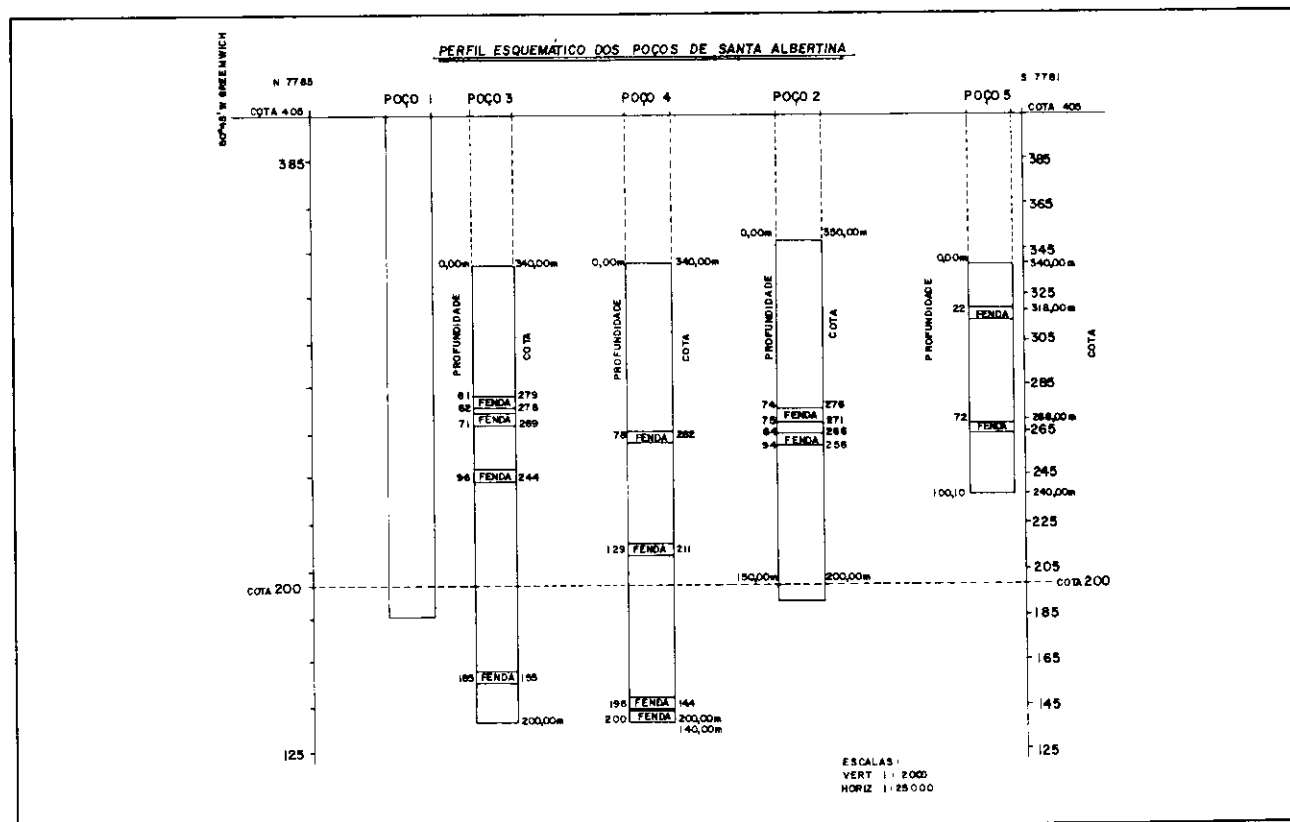 PERFIL ESQUEMÁTICO DOS POÇOS DE SANTA ALBERTINA
50°45' W GREEMWICH
N 7785
S 7781
POÇO 1
POÇO 3
POÇO 4
POÇO 2
POÇO 5
COTA 405
COTA 405
385
COTA 200
125
0,00m
340,00m
PROFUNDIDADE
COTA
61
FENDA
279
62
278
FENDA
71
269
96
FENDA
244
185
FENDA
155
200,00m
0,00m
340,00m
PROFUNDIDADE
COTA
78
FENDA
262
129
FENDA
211
196
FENDA
144
200
FENDA
200,00m
140,00m
0,00m
350,00m
PROFUNDIDADE
COTA
74
276
FENDA
271
84
266
FENDA
94
256
150,00m
200,00m
0,00m
340,00m
PROFUNDIDADE
22
318,00m
FENDA
72
268,00m
FENDA
100,10
240,00m
385
365
345
325
305
285
265
245
225
205
COTA 200
185
165
145
125
COTA
ESCALAS:
VERT 1: 2000
HORIZ 1:25000